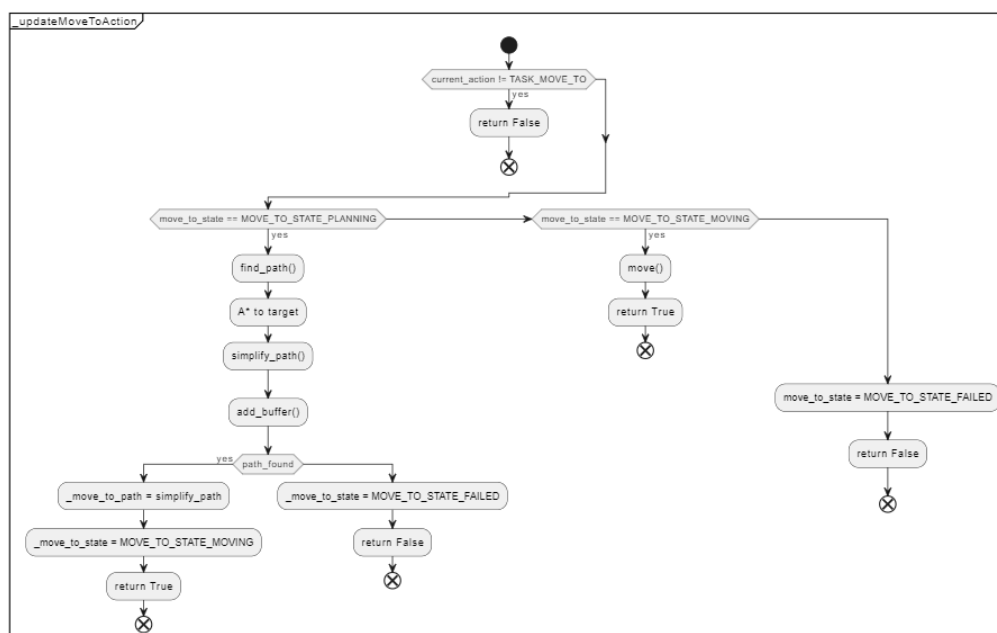 _updateMoveToAction
current_action != TASK_MOVE_TO
yes
return False
move_to_state == MOVE_TO_STATE_PLANNING
move_to_state == MOVE_TO_STATE_MOVING
yes
yes
find_path()
move()
A* to target
return True
simplify_path()
move_to_state = MOVE_TO_STATE_FAILED
add_buffer()
return False
yes
path_found
_move_to_path = simplify_path
_move_to_state = MOVE_TO_STATE_FAILED
_move_to_state = MOVE_TO_STATE_MOVING
return False
return True